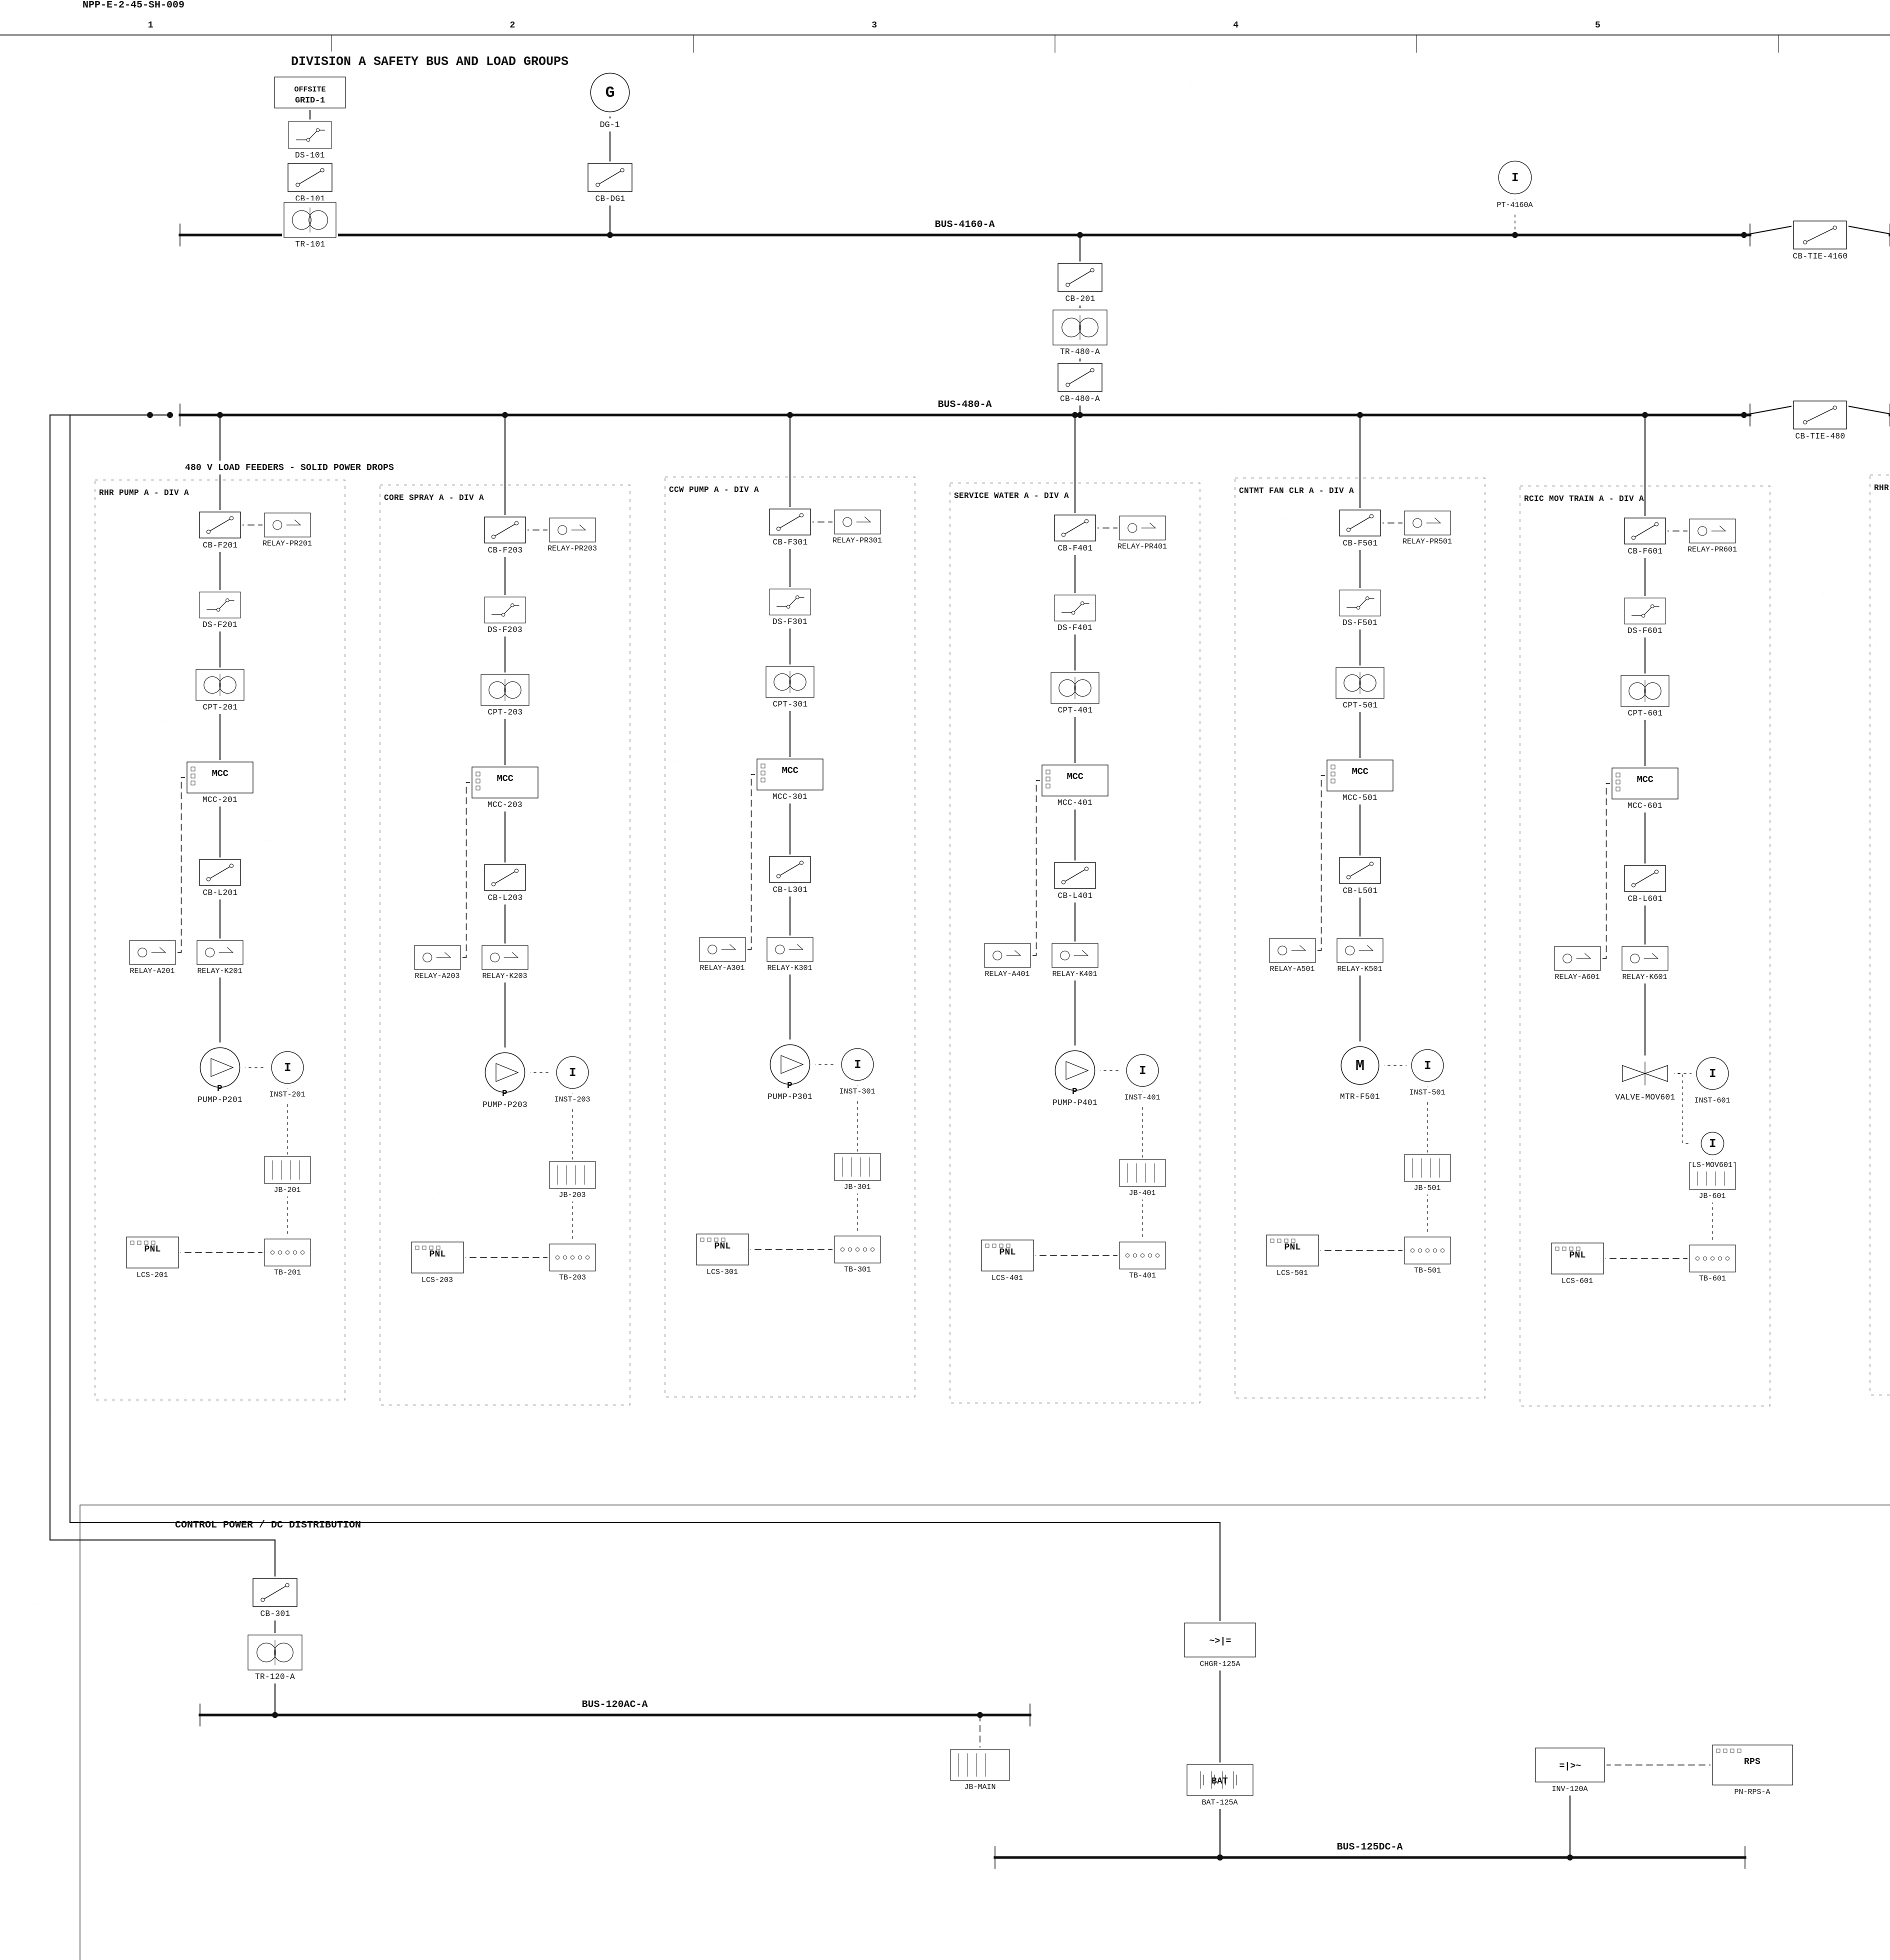 NPP-E-2-45-SH-009
1 2 3 4 5
DIVISION A SAFETY BUS AND LOAD GROUPS
OFFSITE
GRID-1
G
DG-1
DS-101
CB-101
CB-DG1
TR-101
I
PT-4160A
BUS-4160-A
CB-TIE-4160
CB-201
TR-480-A
CB-480-A
BUS-480-A
CB-TIE-480
480 V LOAD FEEDERS - SOLID POWER DROPS
RHR PUMP A - DIV A
CB-F201
RELAY-PR201
DS-F201
CPT-201
MCC
MCC-201
CB-L201
RELAY-A201
RELAY-K201
P
PUMP-P201
I
INST-201
JB-201
PNL
LCS-201
TB-201
CORE SPRAY A - DIV A
CB-F203
RELAY-PR203
DS-F203
CPT-203
MCC
MCC-203
CB-L203
RELAY-A203
RELAY-K203
P
PUMP-P203
I
INST-203
JB-203
PNL
LCS-203
TB-203
CCW PUMP A - DIV A
CB-F301
RELAY-PR301
DS-F301
CPT-301
MCC
MCC-301
CB-L301
RELAY-A301
RELAY-K301
P
PUMP-P301
I
INST-301
JB-301
PNL
LCS-301
TB-301
SERVICE WATER A - DIV A
CB-F401
RELAY-PR401
DS-F401
CPT-401
MCC
MCC-401
CB-L401
RELAY-A401
RELAY-K401
P
PUMP-P401
I
INST-401
JB-401
PNL
LCS-401
TB-401
CNTMT FAN CLR A - DIV A
CB-F501
RELAY-PR501
DS-F501
CPT-501
MCC
MCC-501
CB-L501
RELAY-A501
RELAY-K501
M
MTR-F501
I
INST-501
JB-501
PNL
LCS-501
TB-501
RCIC MOV TRAIN A - DIV A
CB-F601
RELAY-PR601
DS-F601
CPT-601
MCC
MCC-601
CB-L601
RELAY-A601
RELAY-K601
VALVE-MOV601
I
INST-601
I
LS-MOV601
JB-601
PNL
LCS-601
TB-601
RHR
CONTROL POWER / DC DISTRIBUTION
CB-301
TR-120-A
BUS-120AC-A
JB-MAIN
~>|=
CHGR-125A
BAT
BAT-125A
=|>~
INV-120A
RPS
PN-RPS-A
BUS-125DC-A